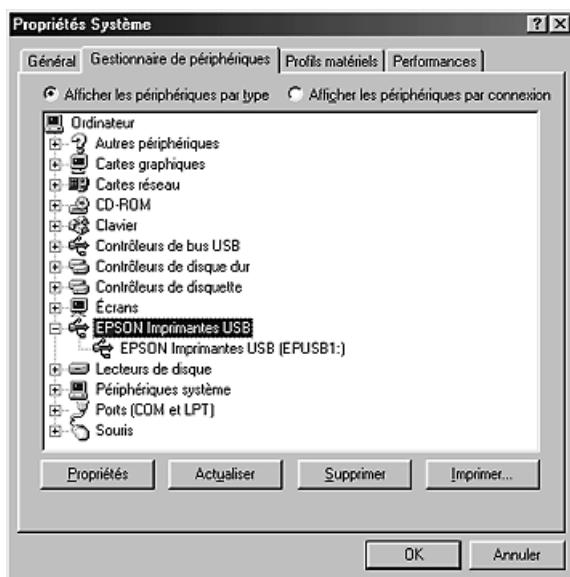 Propriétés Système
Général Gestionnaire de périphériques Profils matériels Performances
Afficher les périphériques par type Afficher les périphériques par connexion
Ordinateur
Autres périphériques
Cartes graphiques
Cartes réseau
CD-ROM
Clavier
Contrôleurs de bus USB
Contrôleurs de disque dur
Contrôleurs de disquette
Écrans
EPSON Imprimantes USB
EPSON Imprimantes USB (EPUSB1:)
Lecteurs de disque
Périphériques système
Ports (COM et LPT)
Souris
Propriétés Actualiser Supprimer Imprimer...
OK Annuler